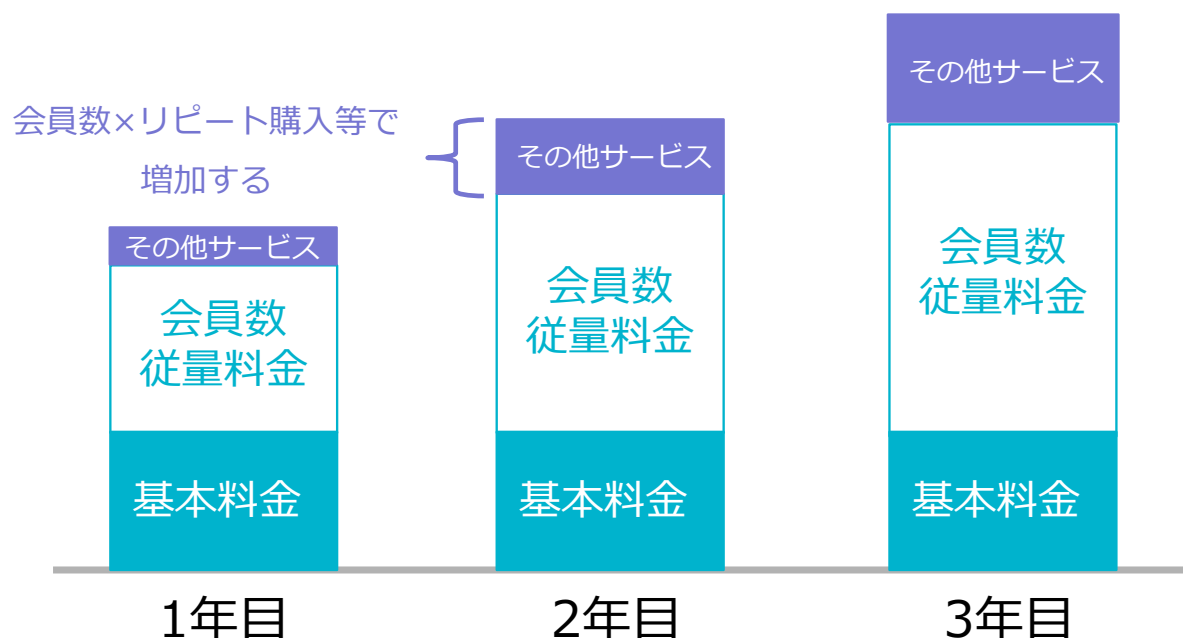 会員数×リピート購入等で
増加する
その他サービス
会員数
従量料金
基本料金
1年目
その他サービス
会員数
従量料金
基本料金
2年目
その他サービス
会員数
従量料金
基本料金
3年目